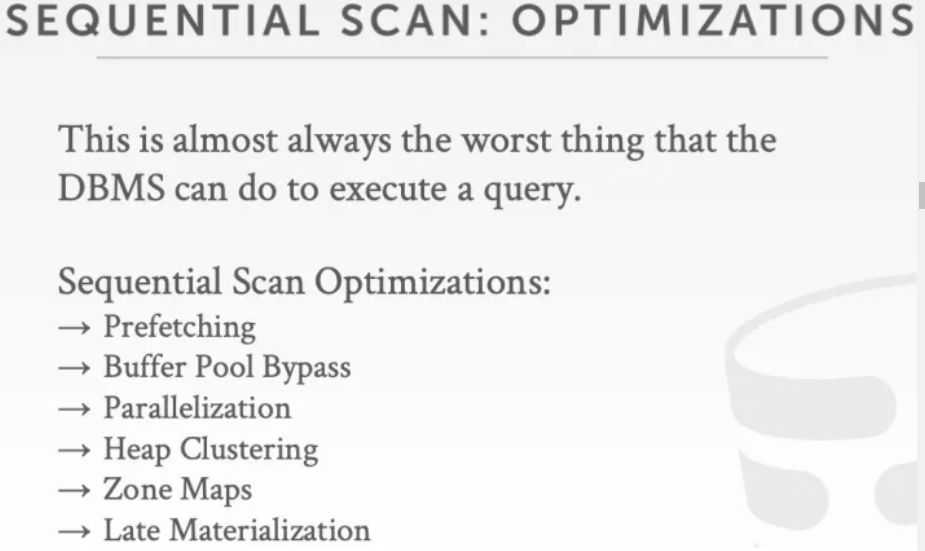 SEQUENTIAL SCAN: OPTIMIZATIONS
This is almost always the worst thing that the
DBMS can do to execute a query.
Sequential Scan Optimizations:
→ Prefetching
→ Buffer Pool Bypass
→ Parallelization
→ Heap Clustering
→ Zone Maps
→ Late Materialization